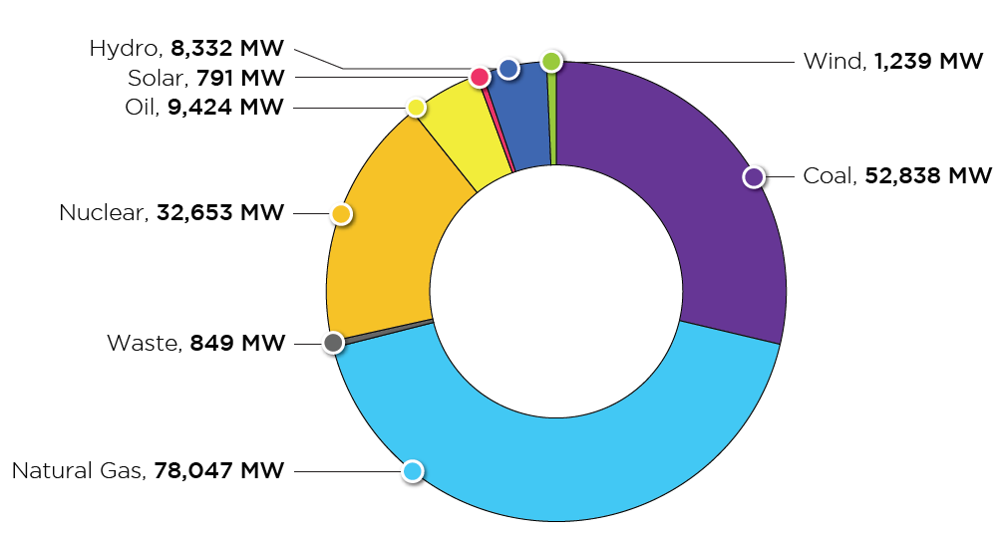 Hydro, 8,332 MW
Solar, 791 MW
Oil, 9,424 MW
Nuclear, 32,653 MW
Waste, 849 MW
Natural Gas, 78,047 MW
Wind, 1,239 MW
Coal, 52,838 MW